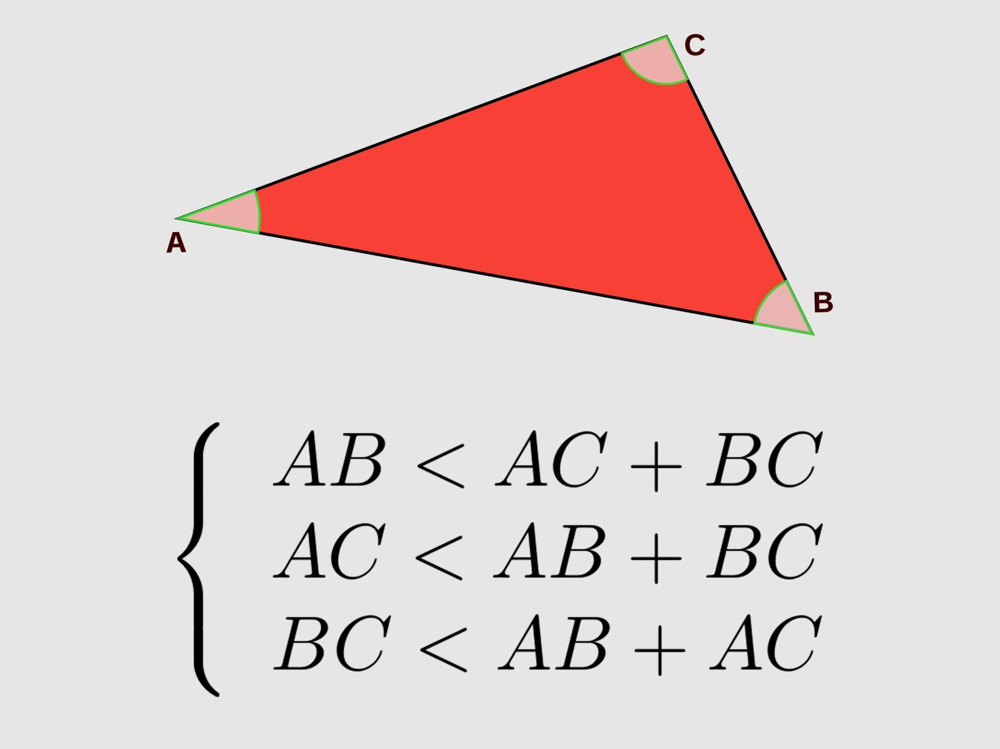 C
A
B
AB < AC + BC
AC < AB + BC
BC < AB + AC